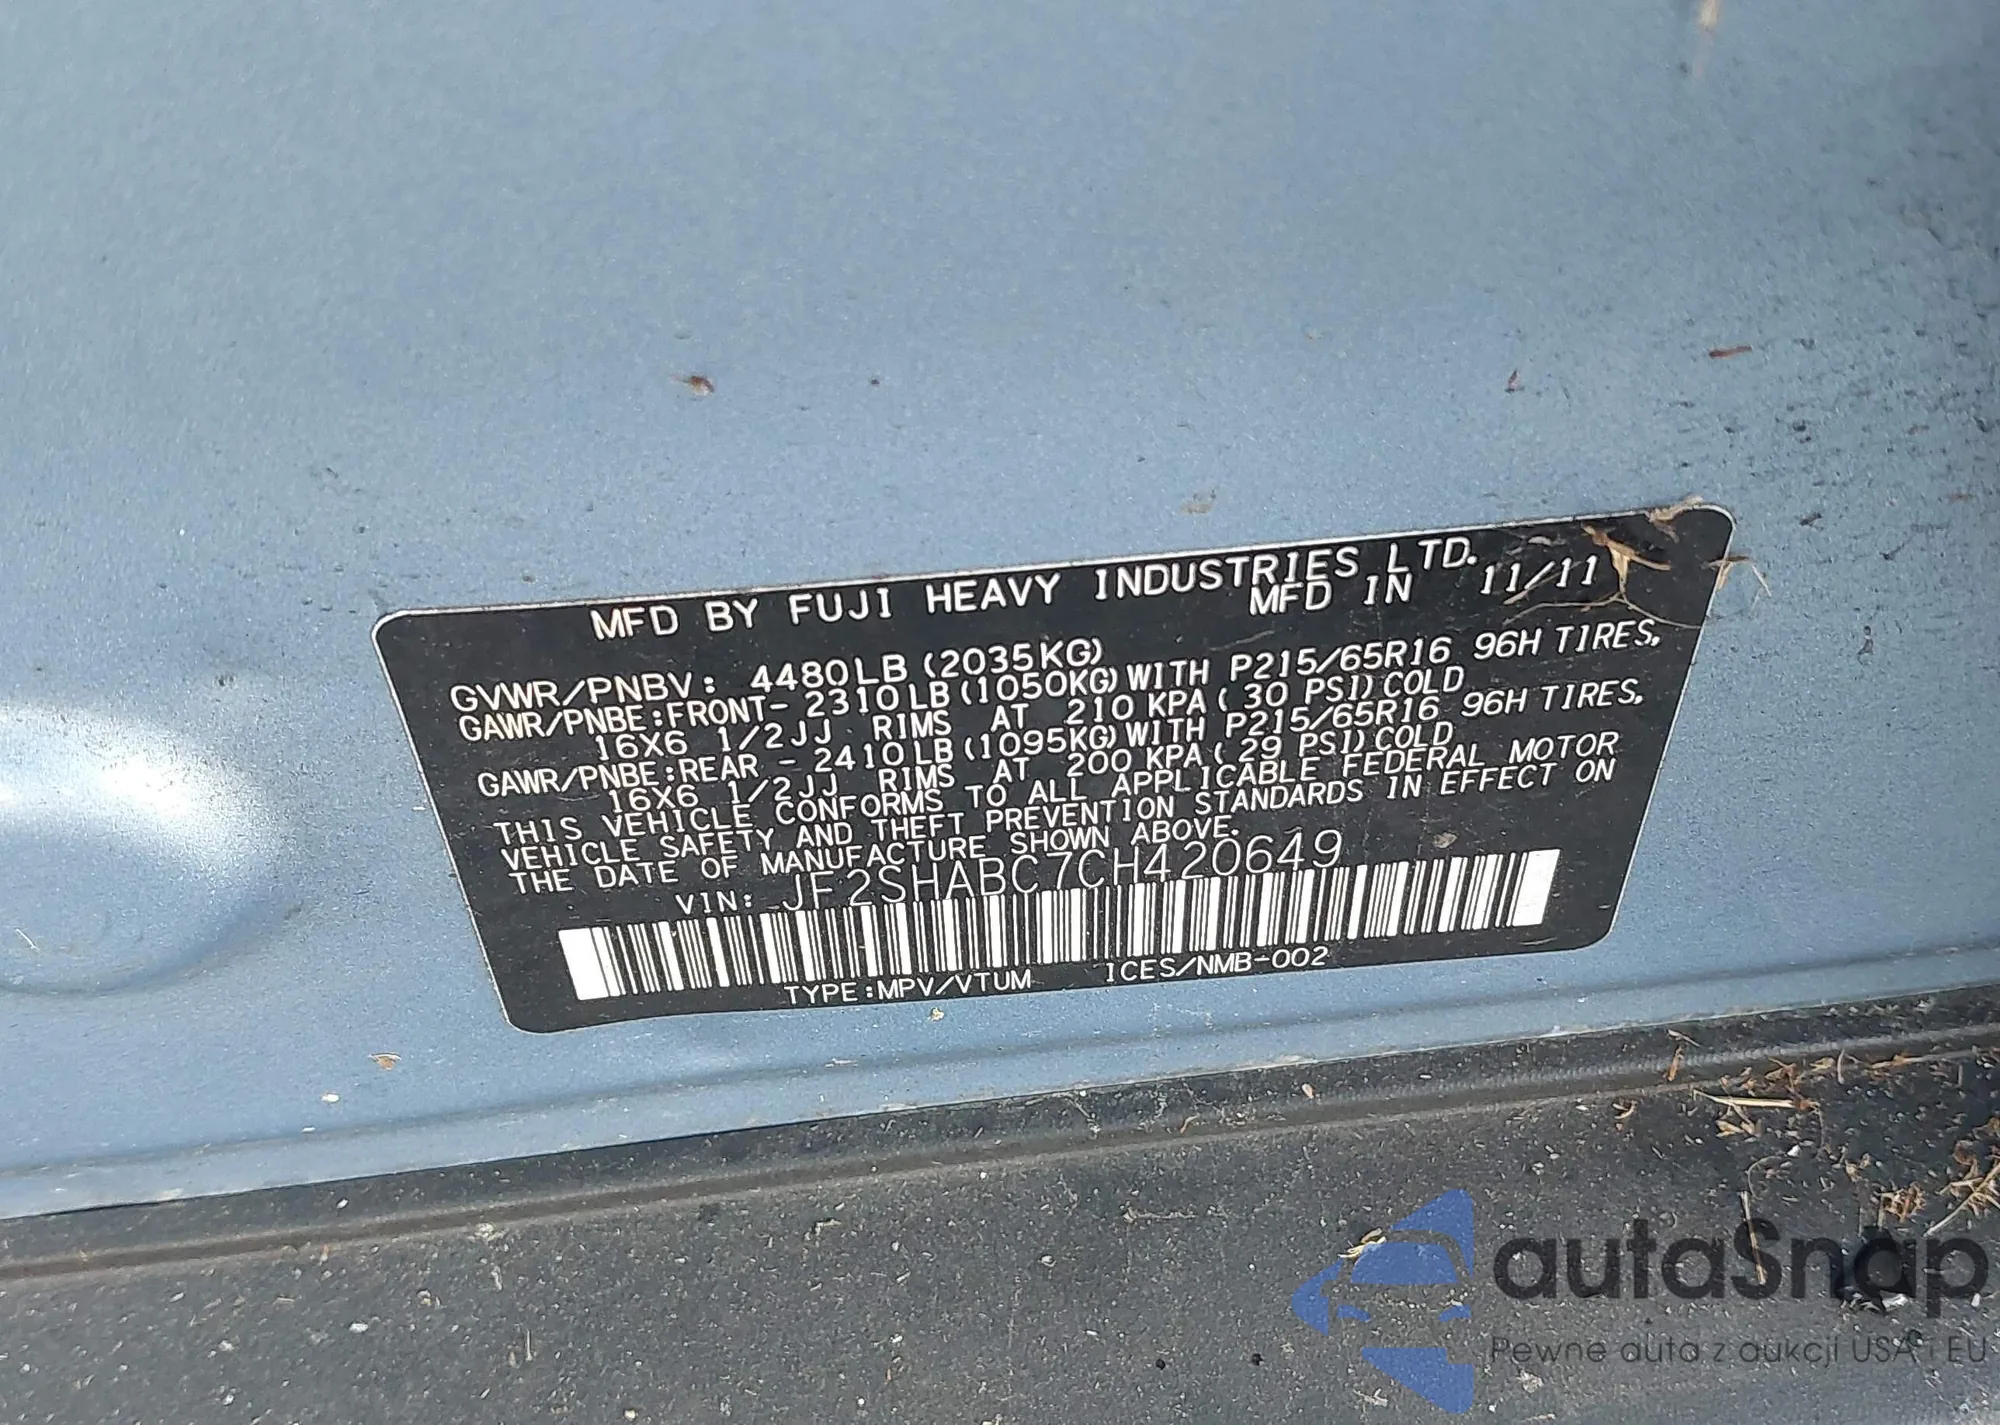 MFD BY FUJI HEAVY INDUSTRIES LTD.
MFD IN 11/11
GVWR/PNBV: 4480LB (2035KG)
GAWR/PNBE:FRONT- 2310LB (1050KG) WITH P215/65R16 96H TIRES,
16X6 1/2JJ RIMS AT 210 KPA ( 30 PSI) COLD
GAWR/PNBE:REAR - 2410LB (1095KG) WITH P215/65R16 96H TIRES,
16X6 1/2JJ RIMS AT 200 KPA ( 29 PSI) COLD
THIS VEHICLE CONFORMS TO ALL APPLICABLE FEDERAL MOTOR
VEHICLE SAFETY AND THEFT PREVENTION STANDARDS IN EFFECT ON
THE DATE OF MANUFACTURE SHOWN ABOVE.
VIN: JF2SHABC7CH420649
TYPE:MPV/VTUM ICES/NMB-002
autaSnap
Pewne auta z aukcji USA i EU